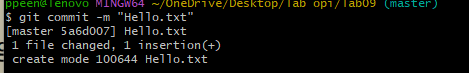 ppeen@Tenovo MINGW64 ~/OneDrive/Desktop/Tab opi/Tab09 (master)
$ git commit -m "Hello.txt"
[master 5a6d007] Hello.txt
1 file changed, 1 insertion(+)
create mode 100644 Hello.txt